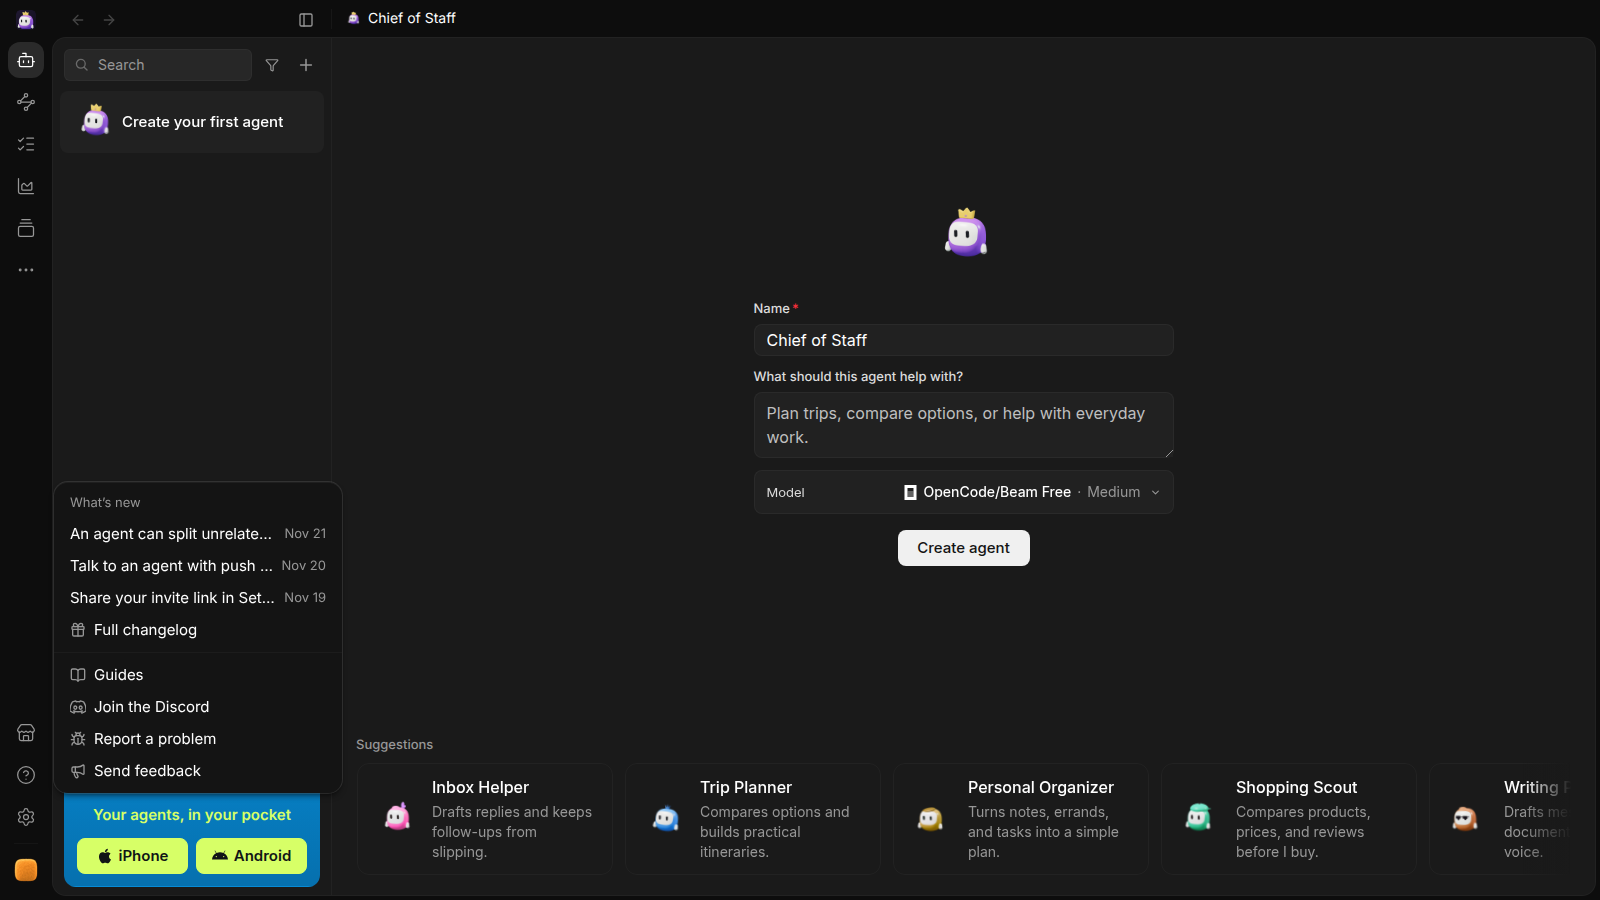 Chief of Staff
Search
Create your first agent
Name *
Chief of Staff
What should this agent help with?
Plan trips, compare options, or help with everyday
work.
Model
OpenCode/Beam Free · Medium
Create agent
What's new
An agent can split unrelate... Nov 21
Talk to an agent with push ... Nov 20
Share your invite link in Set... Nov 19
Full changelog
Guides
Join the Discord
Report a problem
Send feedback
Your agents, in your pocket
iPhone
Android
Suggestions
Inbox Helper
Drafts replies and keeps
follow-ups from
slipping.
Trip Planner
Compares options and
builds practical
itineraries.
Personal Organizer
Turns notes, errands,
and tasks into a simple
plan.
Shopping Scout
Compares products,
prices, and reviews
before I buy.
Writing
Drafts me
documen
voice.